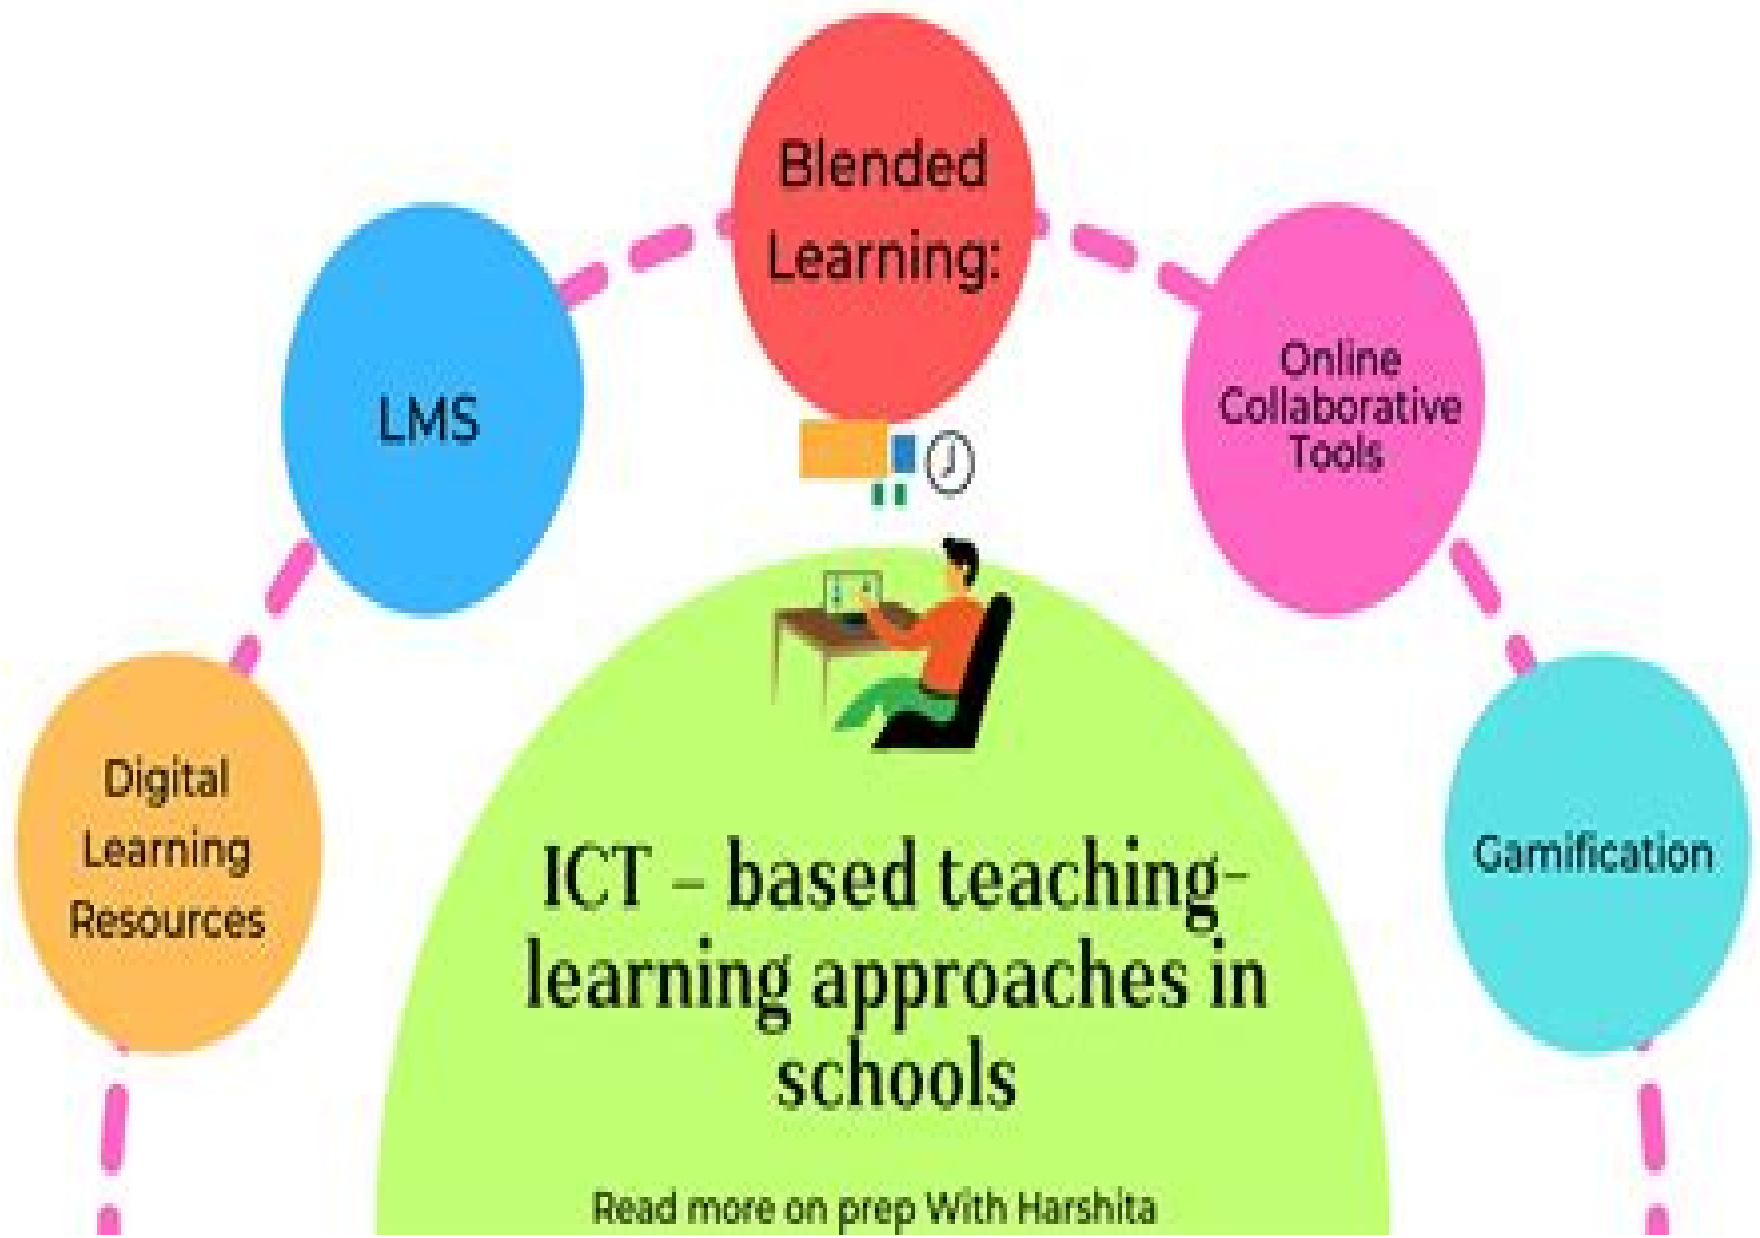 Blended
Learning:
LMS
Online
Collaborative
Tools
Digital
Learning
Resources
Gamification
ICT – based teaching-
learning approaches in
schools
Read more on prep With Harshita